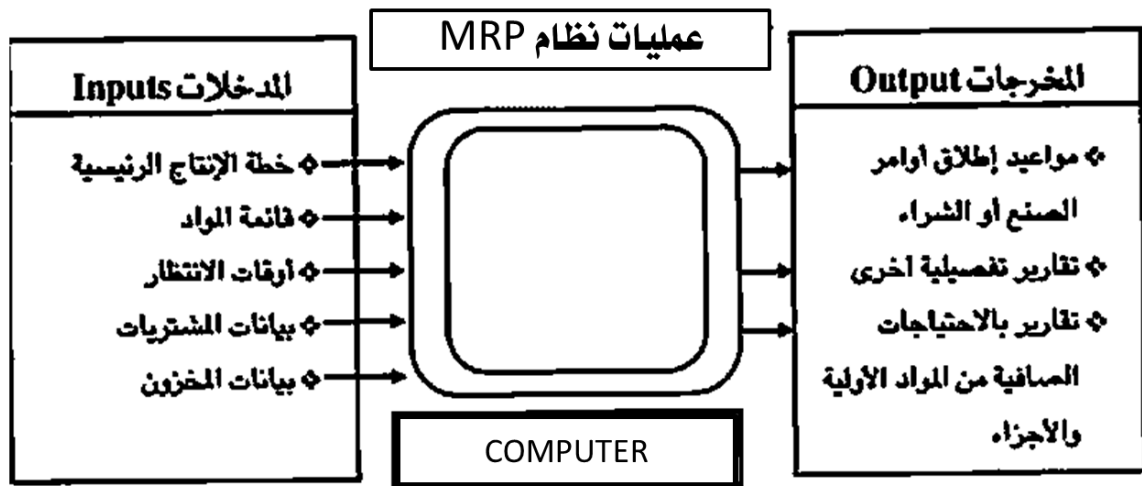 عمليات نظام MRP
المدخلات Inputs
خطة الإنتاج الرئيسية
قائمة المواد
أوقات الانتظار
بيانات المشتريات
بيانات المخزون
COMPUTER
المخرجات Output
مواعيد إطلاق أوامر
الصنع أو الشراء
تقارير تفصيلية أخرى
تقارير بالاحتياجات
الصافية من المواد الأولية
والأجزاء